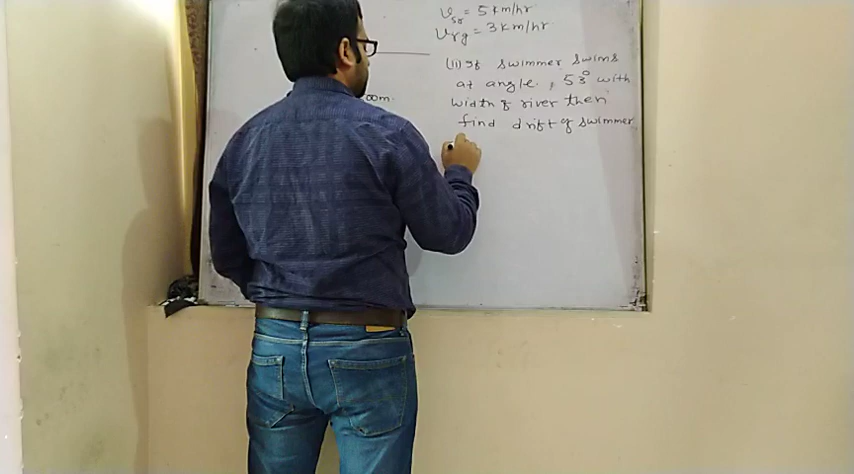 Vsr = 5 km/hr
Vrg = 3 km/hr.
(ii) If swimmer swims
at angle, 53° with
width of river then
find drift of swimmer
00m.